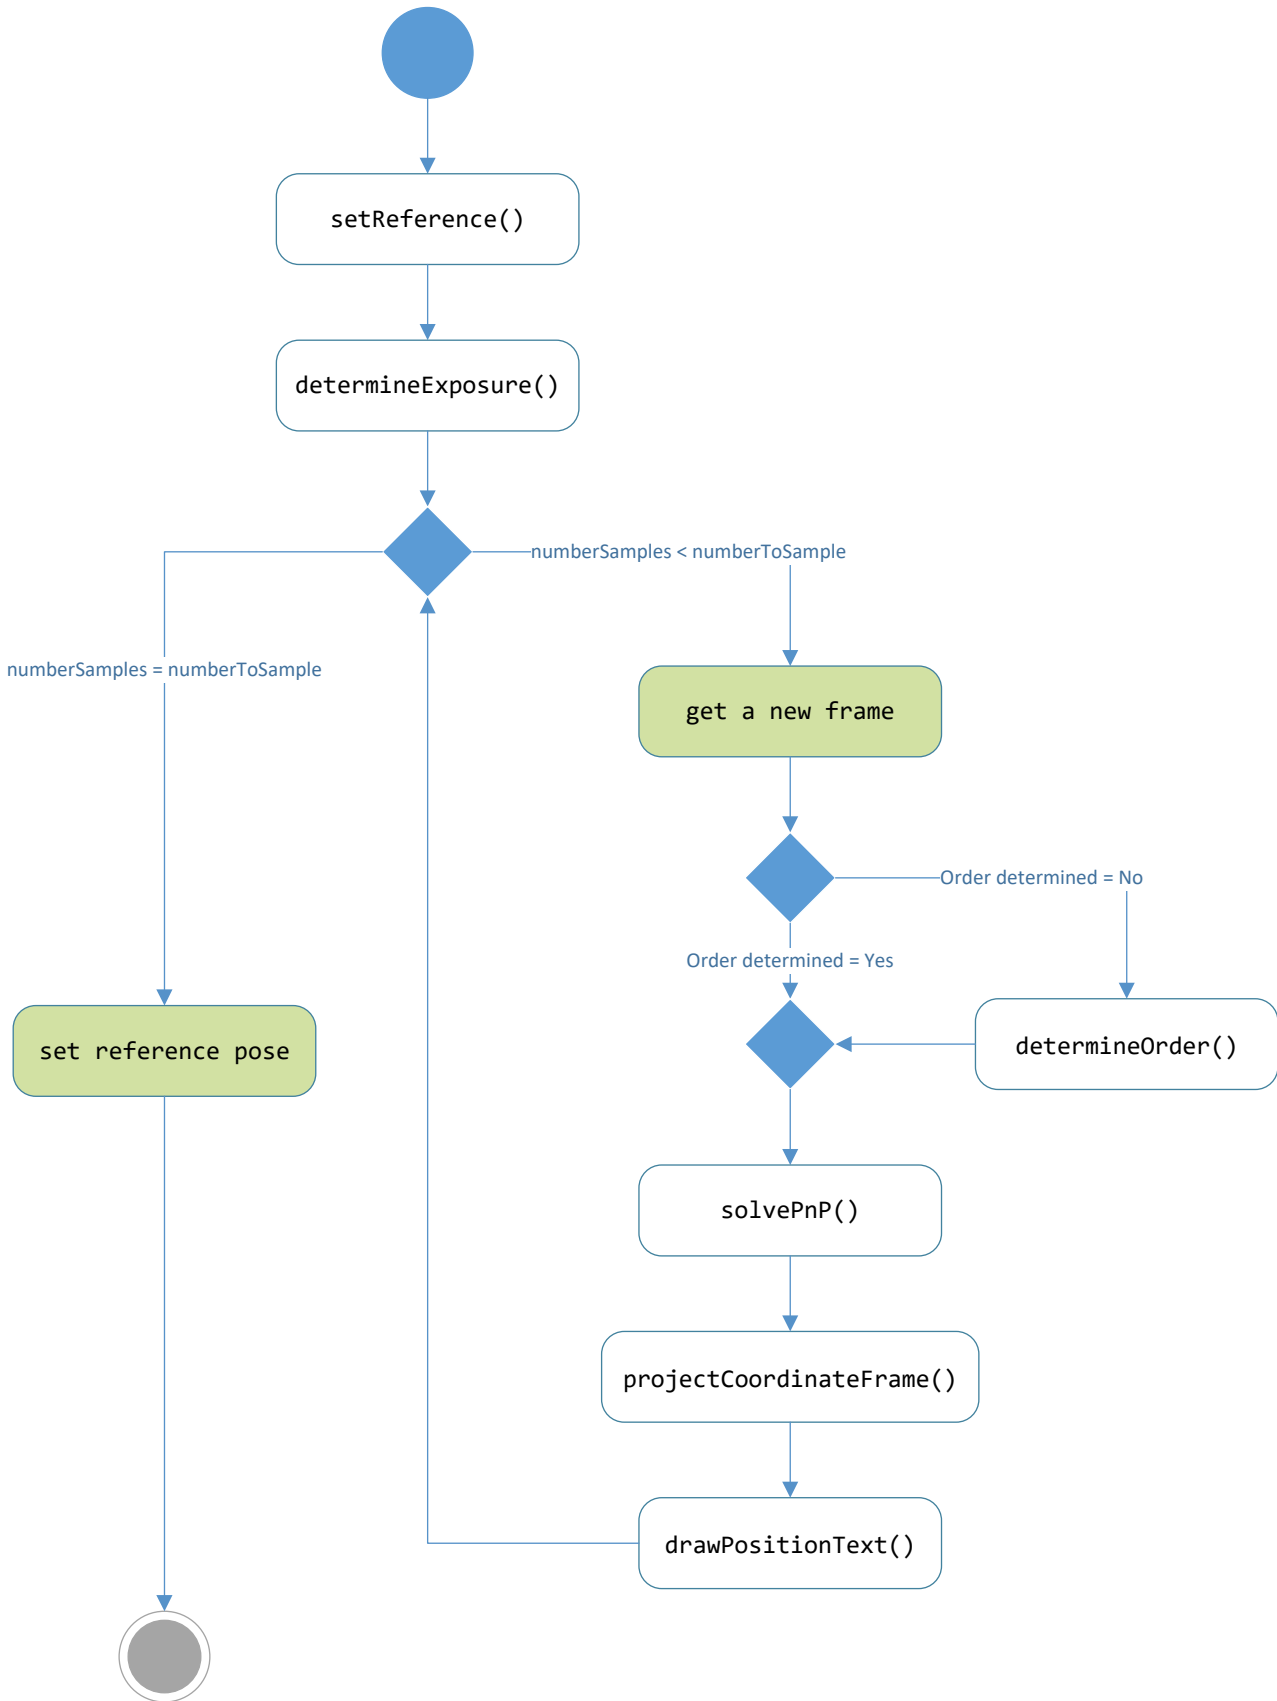 setReference()
determineExposure()
numberSamples < numberToSample
numberSamples = numberToSample
get a new frame
Order determined = No
Order determined = Yes
set reference pose
determineOrder()
solvePnP()
projectCoordinateFrame()
drawPositionText()